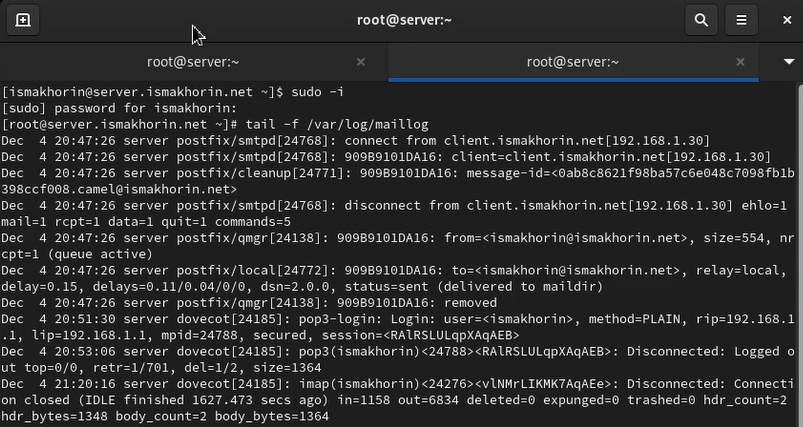 root@server:~
root@server:~
root@server:~
[ismakhorin@server.ismakhorin.net ~]$ sudo -i
[sudo] password for ismakhorin:
[root@server.ismakhorin.net ~]# tail -f /var/log/maillog
Dec  4 20:47:26 server postfix/smtpd[24768]: connect from client.ismakhorin.net[192.168.1.30]
Dec  4 20:47:26 server postfix/smtpd[24768]: 909B9101DA16: client=client.ismakhorin.net[192.168.1.30]
Dec  4 20:47:26 server postfix/cleanup[24771]: 909B9101DA16: message-id=<0ab8c8621f98ba57c6e048c7098fb1b
398ccf008.camel@ismakhorin.net>
Dec  4 20:47:26 server postfix/smtpd[24768]: disconnect from client.ismakhorin.net[192.168.1.30] ehlo=1
mail=1 rcpt=1 data=1 quit=1 commands=5
Dec  4 20:47:26 server postfix/qmgr[24138]: 909B9101DA16: from=<ismakhorin@ismakhorin.net>, size=554, nr
cpt=1 (queue active)
Dec  4 20:47:26 server postfix/local[24772]: 909B9101DA16: to=<ismakhorin@ismakhorin.net>, relay=local,
delay=0.15, delays=0.11/0.04/0/0, dsn=2.0.0, status=sent (delivered to maildir)
Dec  4 20:47:26 server postfix/qmgr[24138]: 909B9101DA16: removed
Dec  4 20:51:30 server dovecot[24185]: pop3-login: Login: user=<ismakhorin>, method=PLAIN, rip=192.168.1
.1, lip=192.168.1.1, mpid=24788, secured, session=<RAlRSLULqpXAqAEB>
Dec  4 20:53:06 server dovecot[24185]: pop3(ismakhorin)<24788><RAlRSLULqpXAqAEB>: Disconnected: Logged o
ut top=0/0, retr=1/701, del=1/2, size=1364
Dec  4 21:20:16 server dovecot[24185]: imap(ismakhorin)<24276><vlNMrLIKMK7AqAEe>: Disconnected: Connecti
on closed (IDLE finished 1627.473 secs ago) in=1158 out=6834 deleted=0 expunged=0 trashed=0 hdr_count=2
hdr_bytes=1348 body_count=2 body_bytes=1364